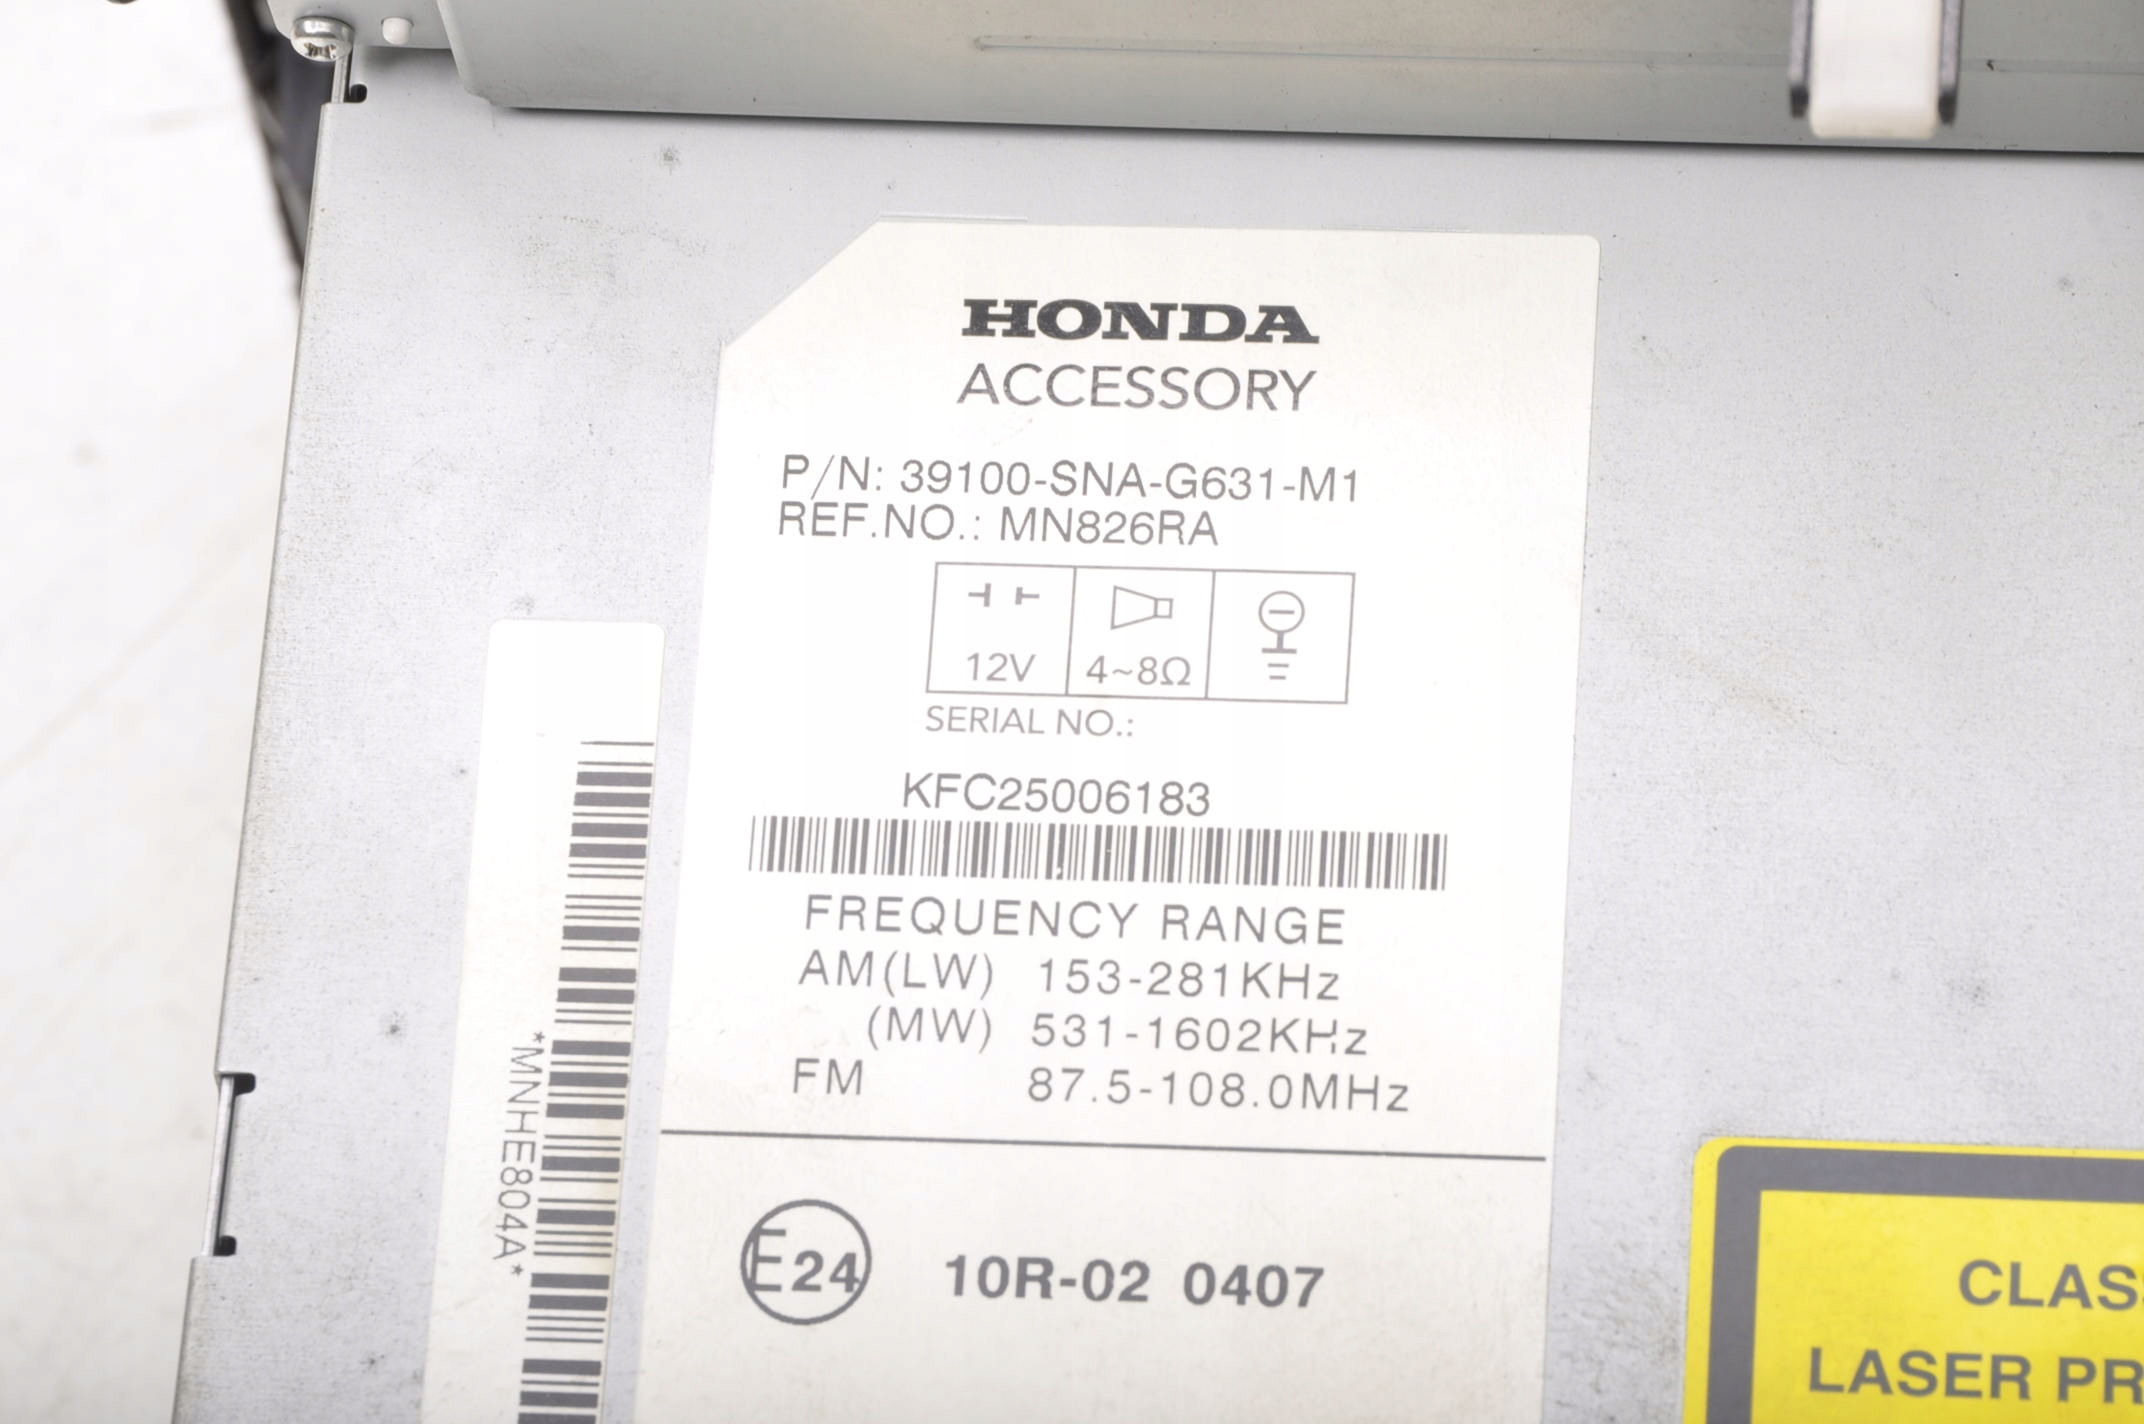 HONDA
ACCESSORY
P/N: 39100-SNA-G631-M1
REF.NO.: MN826RA
12V
4~8Ω
SERIAL NO.:
KFC25006183
FREQUENCY RANGE
AM(LW) 153-281KHz
(MW) 531-1602KHz
FM 87.5-108.0MHz
E24 10R-02 0407
*MNHE804A*
CLAS
LASER PR